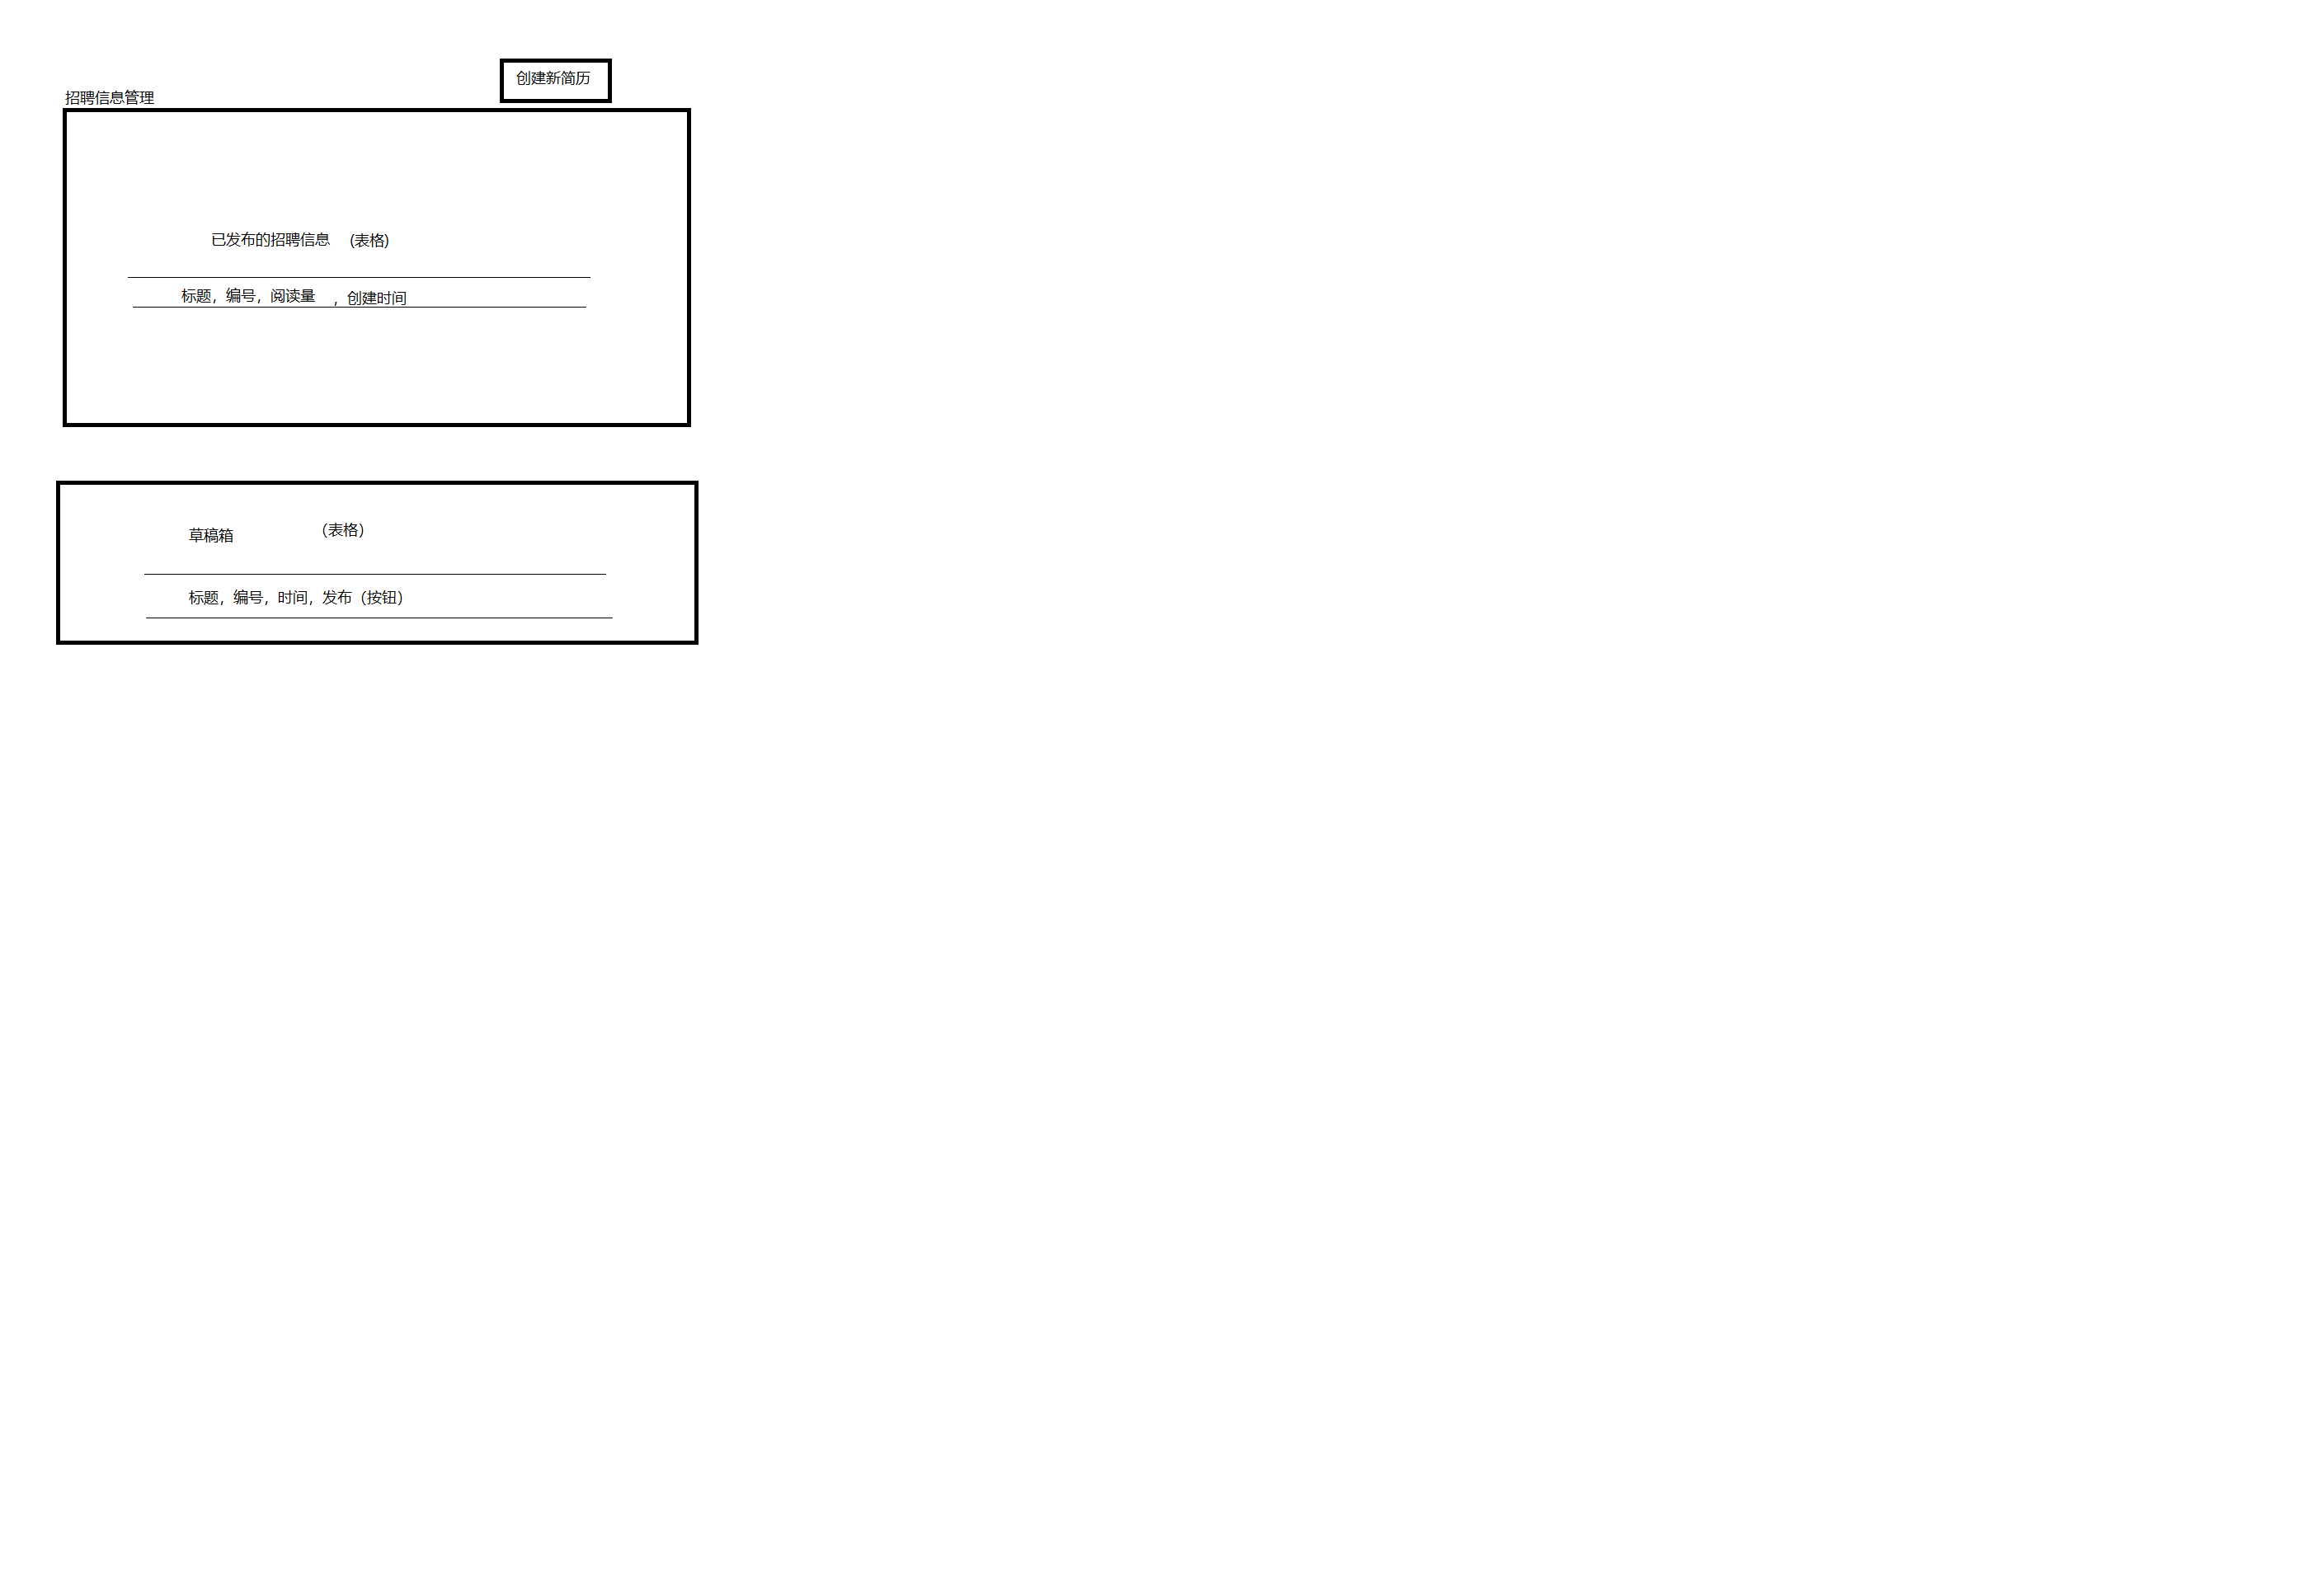 创建新简历
招聘信息管理
已发布的招聘信息 (表格)
标题，编号，阅读量 ，创建时间
草稿箱 （表格）
标题，编号，时间，发布（按钮）